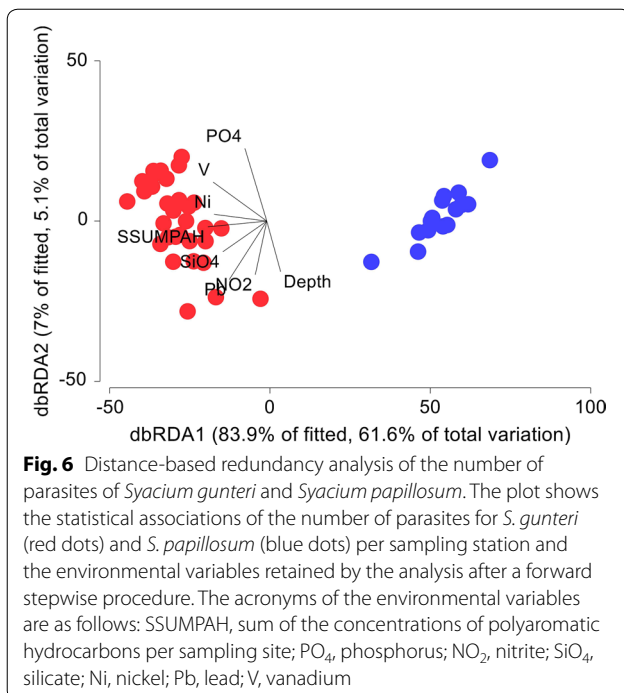 50
PO4
V
Ni
0
SSUMPAH
SiO4
Pb
NO2
Depth
-50
-50
0
50
100
dbRDA2 (7% of fitted, 5.1% of total variation)
dbRDA1 (83.9% of fitted, 61.6% of total variation)
Fig. 6 Distance-based redundancy analysis of the number of
parasites of Syacium gunteri and Syacium papillosum. The plot shows
the statistical associations of the number of parasites for S. gunteri
(red dots) and S. papillosum (blue dots) per sampling station and
the environmental variables retained by the analysis after a forward
stepwise procedure. The acronyms of the environmental variables
are as follows: SSUMPAH, sum of the concentrations of polyaromatic
hydrocarbons per sampling site; PO₄, phosphorus; NO₂, nitrite; SiO₄,
silicate; Ni, nickel; Pb, lead; V, vanadium